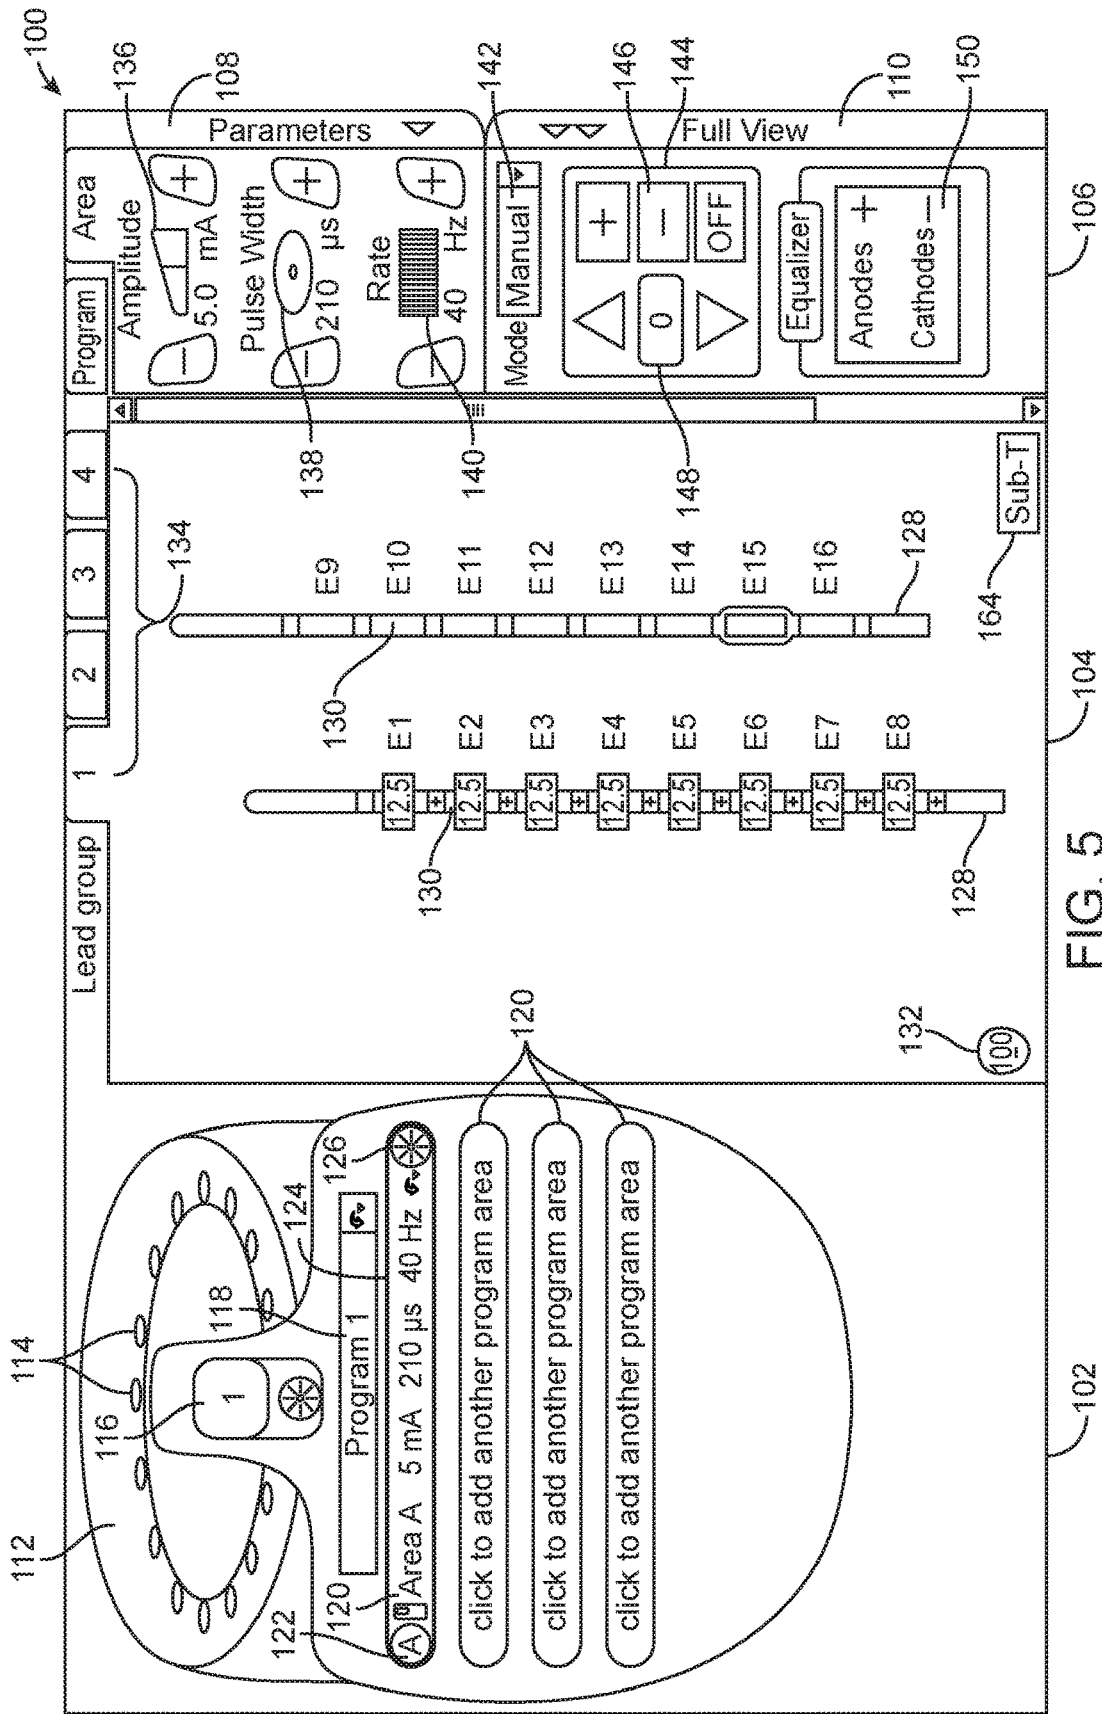 100
Lead group
1
2
3
4
Program
Area
112
114
116
1
118
Program 1
120
122
A
Area A 5 mA 210 µs 40 Hz
124
126
click to add another program area
click to add another program area
click to add another program area
120
102
134
130
E1
12.5
+
E2
12.5
+
E3
12.5
+
E4
12.5
+
E5
12.5
+
E6
12.5
+
E7
12.5
+
E8
12.5
+
128
130
E9
E10
E11
E12
E13
E14
E15
E16
128
132
100
164
Sub-T
104
136
Amplitude
− 5.0 mA +
Pulse Width
− 210 µs +
138
Rate
− 40 Hz +
140
Parameters
108
142
Mode Manual
+
−
OFF
0
146
144
148
Full View
110
Equalizer
Anodes +
Cathodes −
150
106
FIG. 5